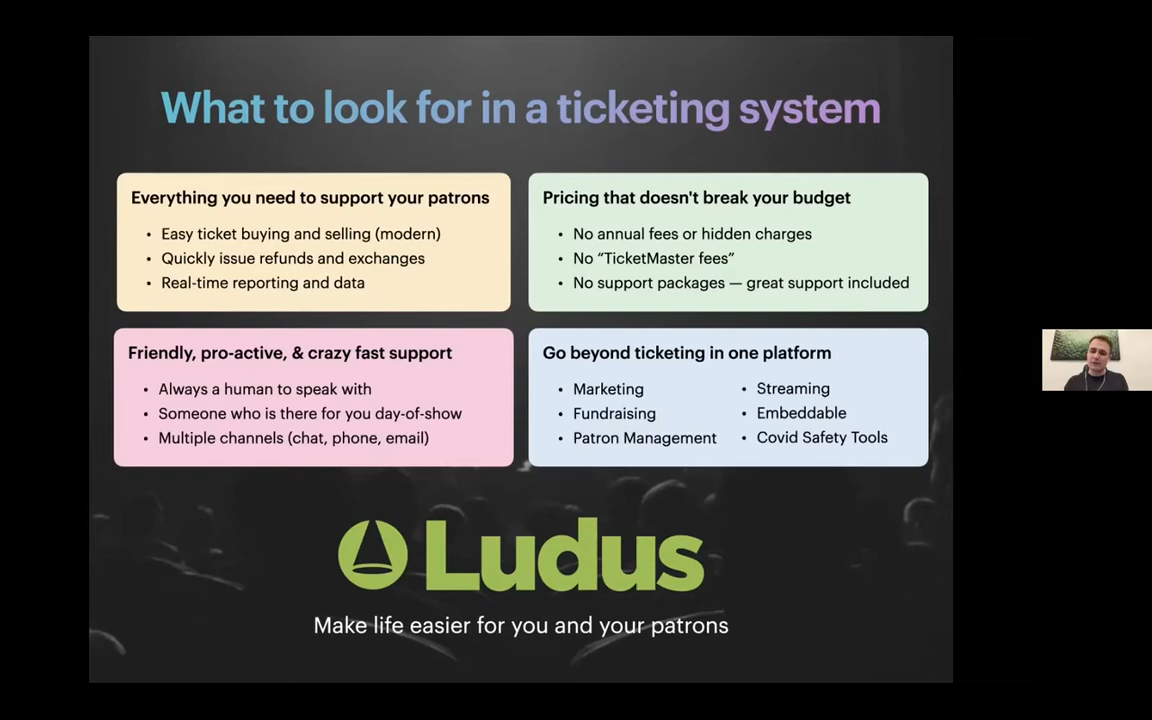 What to look for in a ticketing system
Everything you need to support your patrons
• Easy ticket buying and selling (modern)
• Quickly issue refunds and exchanges
• Real-time reporting and data
Pricing that doesn't break your budget
• No annual fees or hidden charges
• No “TicketMaster fees”
• No support packages — great support included
Friendly, pro-active, & crazy fast support
• Always a human to speak with
• Someone who is there for you day-of-show
• Multiple channels (chat, phone, email)
Go beyond ticketing in one platform
• Marketing
• Fundraising
• Patron Management
• Streaming
• Embeddable
• Covid Safety Tools
Ludus
Make life easier for you and your patrons